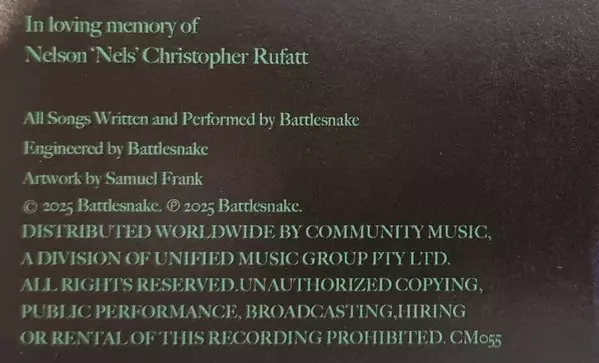 In loving memory of
Nelson ‘Nels’ Christopher Rufatt
All Songs Written and Performed by Battlesnake
Engineered by Battlesnake
Artwork by Samuel Frank
© 2025 Battlesnake. ℗ 2025 Battlesnake.
DISTRIBUTED WORLDWIDE BY COMMUNITY MUSIC,
A DIVISION OF UNIFIED MUSIC GROUP PTY LTD.
ALL RIGHTS RESERVED.UNAUTHORIZED COPYING,
PUBLIC PERFORMANCE, BROADCASTING,HIRING
OR RENTAL OF THIS RECORDING PROHIBITED. CM055